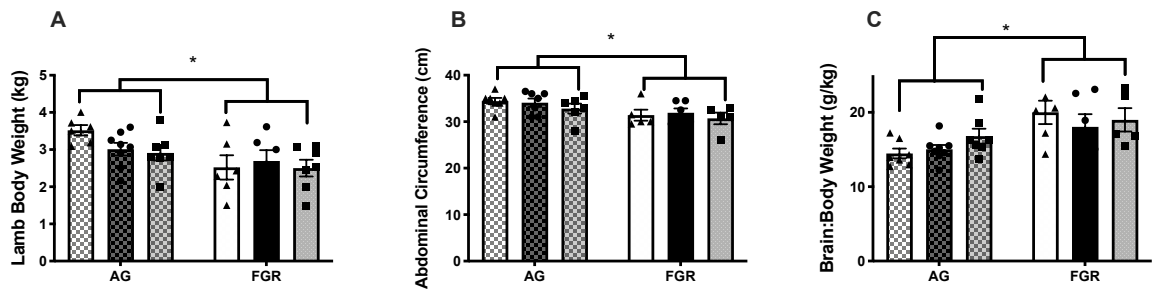 A
Lamb Body Weight (kg)
5
4
3
2
1
0
*
AG
FGR
B
Abdominal Circumference (cm)
40
30
20
10
0
*
AG
FGR
C
Brain:Body Weight (g/kg)
20
10
0
*
AG
FGR